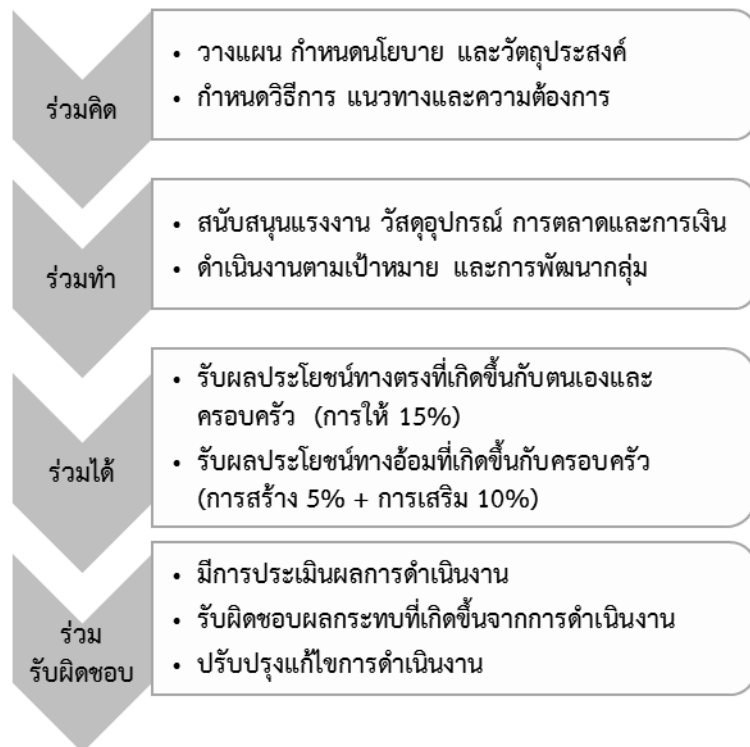 ร่วมคิด
• วางแผน กำหนดนโยบาย และวัตถุประสงค์
• กำหนดวิธีการ แนวทางและความต้องการ
ร่วมทำ
• สนับสนุนแรงงาน วัสดุอุปกรณ์ การตลาดและการเงิน
• ดำเนินงานตามเป้าหมาย และการพัฒนากลุ่ม
ร่วมได้
• รับผลประโยชน์ทางตรงที่เกิดขึ้นกับตนเองและ
ครอบครัว (การให้ 15%)
• รับผลประโยชน์ทางอ้อมที่เกิดขึ้นกับครอบครัว
(การสร้าง 5% + การเสริม 10%)
ร่วม
รับผิดชอบ
• มีการประเมินผลการดำเนินงาน
• รับผิดชอบผลกระทบที่เกิดขึ้นจากการดำเนินงาน
• ปรับปรุงแก้ไขการดำเนินงาน